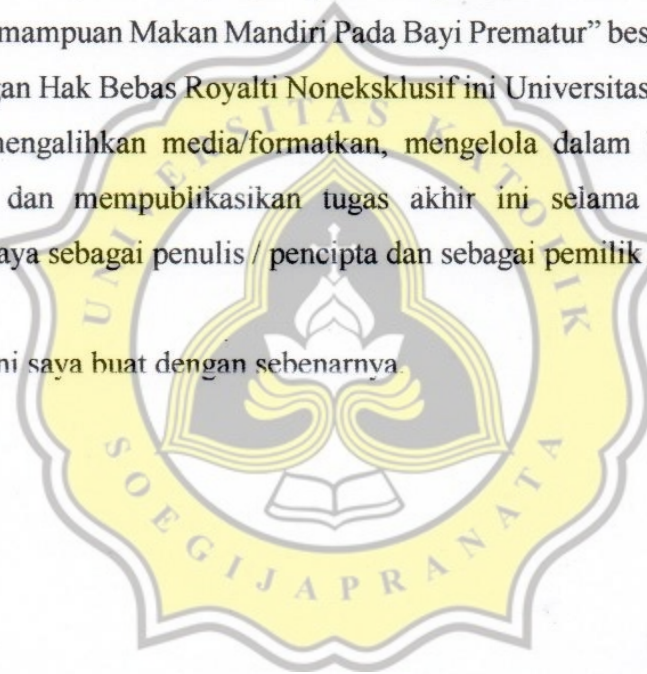 mampuan Makan Mandiri Pada Bayi Prematur” bes
gan Hak Bebas Royalti Noneksklusif ini Universitas
mengalihkan media/formatkan, mengelola dalam
dan mempublikasikan tugas akhir ini selama
aya sebagai penulis / pencipta dan sebagai pemilik
ni saya buat dengan sebenarnya.
UNIVERSITAS KATOLIK
SOEGIJAPRANATA